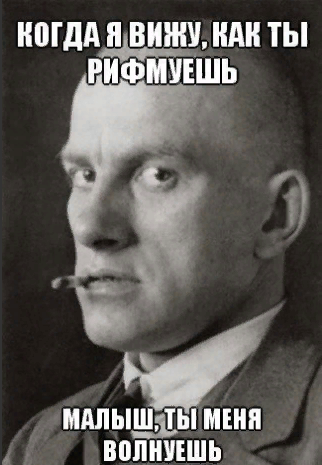 КОГДА Я ВИЖУ, КАК ТЫ
РИФМУЕШЬ
МАЛЫШ, ТЫ МЕНЯ
ВОЛНУЕШЬ